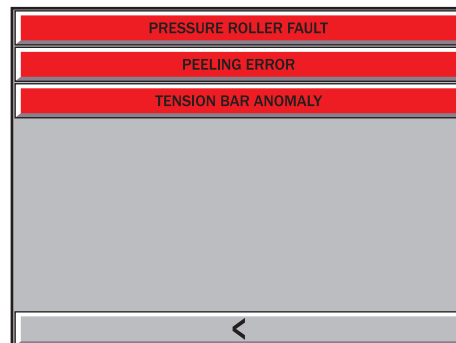 PRESSURE ROLLER FAULT
PEELING ERROR
TENSION BAR ANOMALY
<